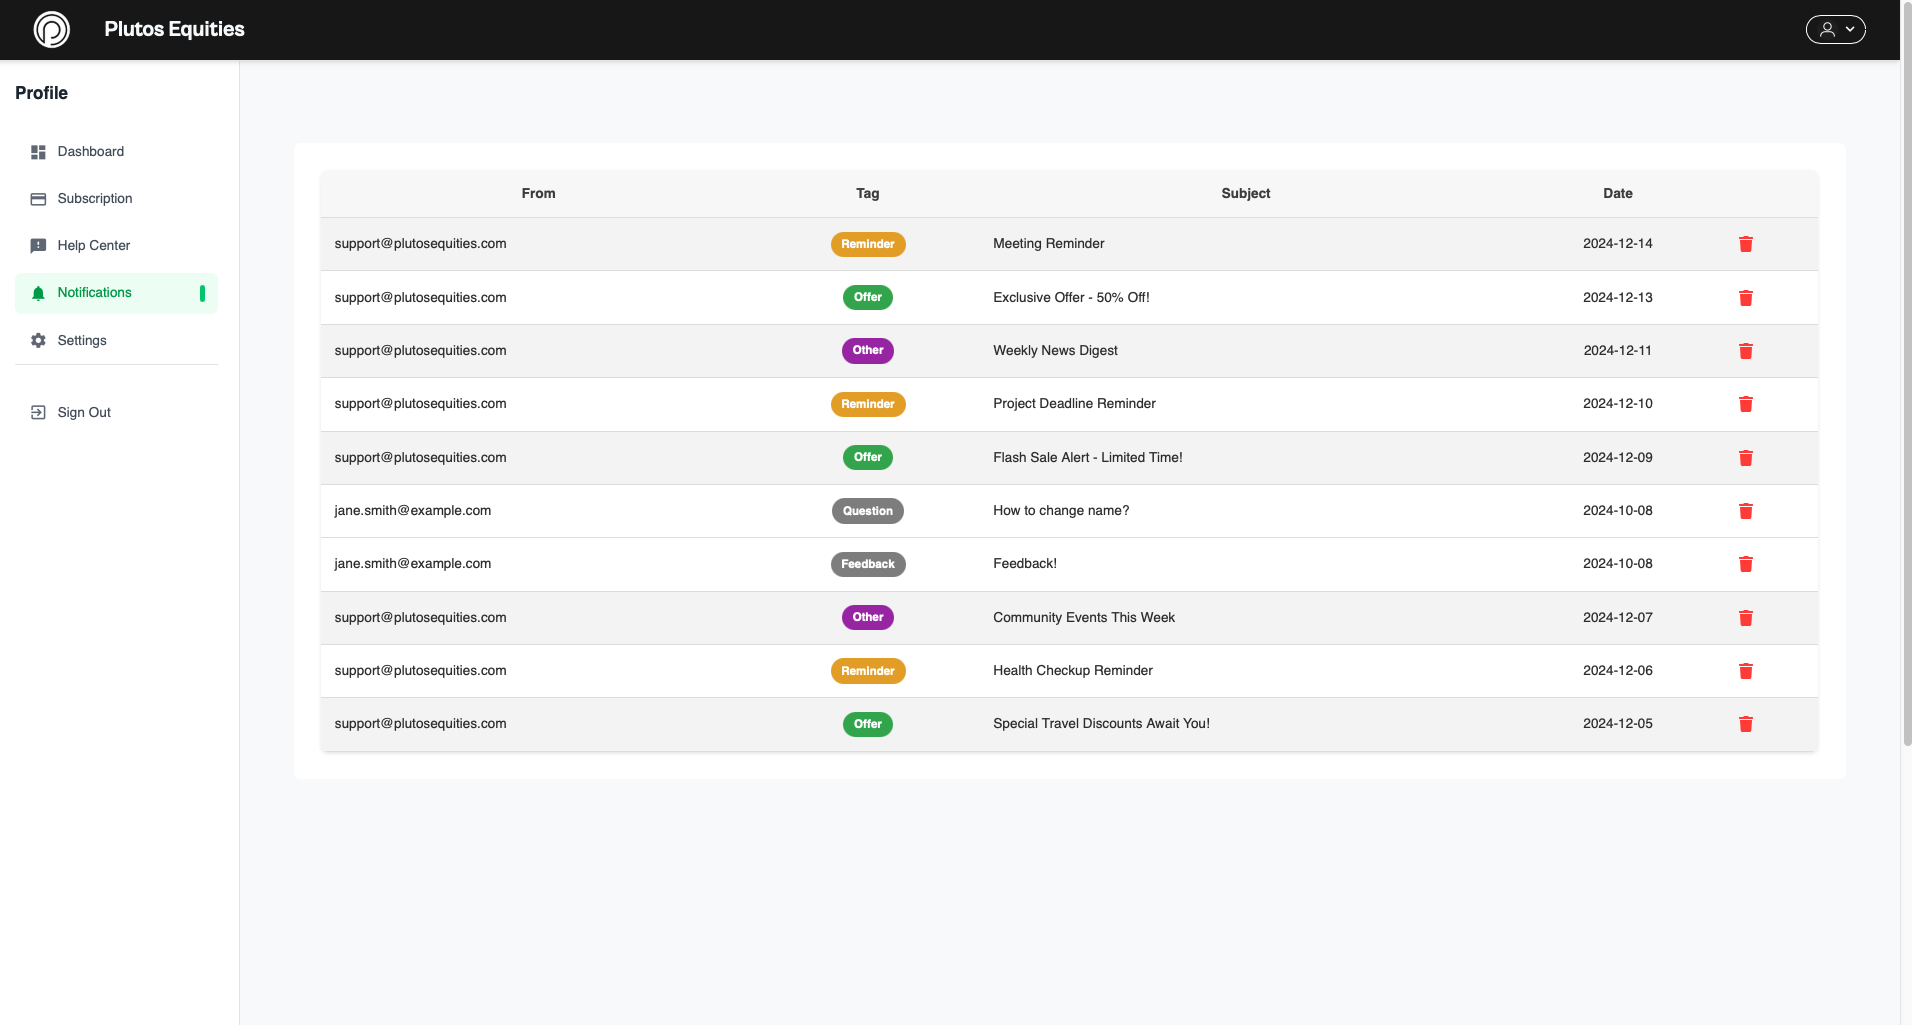 Plutos Equities
Profile
Dashboard
Subscription
Help Center
Notifications
Settings
Sign Out
From Tag Subject Date
support@plutosequities.com Reminder Meeting Reminder 2024-12-14
support@plutosequities.com Offer Exclusive Offer - 50% Off! 2024-12-13
support@plutosequities.com Other Weekly News Digest 2024-12-11
support@plutosequities.com Reminder Project Deadline Reminder 2024-12-10
support@plutosequities.com Offer Flash Sale Alert - Limited Time! 2024-12-09
jane.smith@example.com Question How to change name? 2024-10-08
jane.smith@example.com Feedback Feedback! 2024-10-08
support@plutosequities.com Other Community Events This Week 2024-12-07
support@plutosequities.com Reminder Health Checkup Reminder 2024-12-06
support@plutosequities.com Offer Special Travel Discounts Await You! 2024-12-05